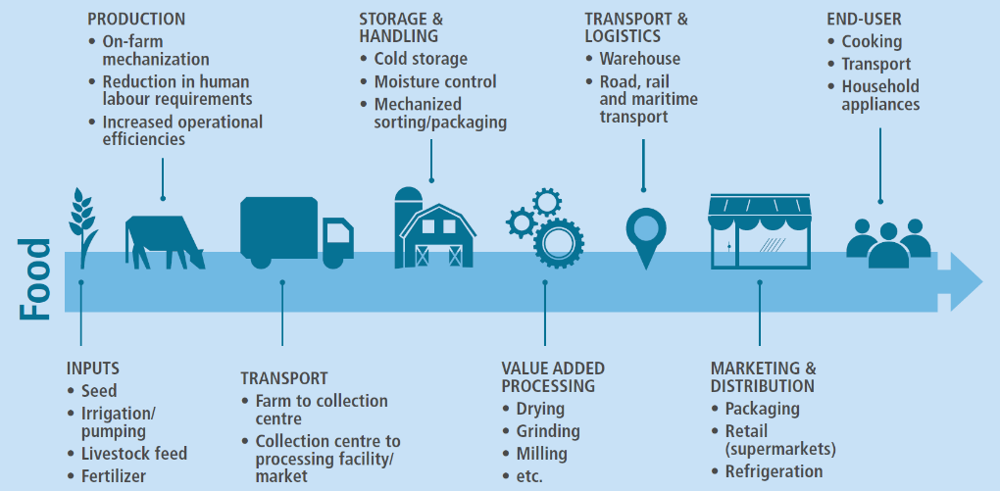 PRODUCTION
• On-farm
mechanization
• Reduction in human
labour requirements
• Increased operational
efficiencies
STORAGE &
HANDLING
• Cold storage
• Moisture control
• Mechanized
sorting/packaging
TRANSPORT &
LOGISTICS
• Warehouse
• Road, rail
and maritime
transport
END-USER
• Cooking
• Transport
• Household
appliances
Food
INPUTS
• Seed
• Irrigation/
pumping
• Livestock feed
• Fertilizer
TRANSPORT
• Farm to collection
centre
• Collection centre to
processing facility/
market
VALUE ADDED
PROCESSING
• Drying
• Grinding
• Milling
• etc.
MARKETING &
DISTRIBUTION
• Packaging
• Retail
(supermarkets)
• Refrigeration